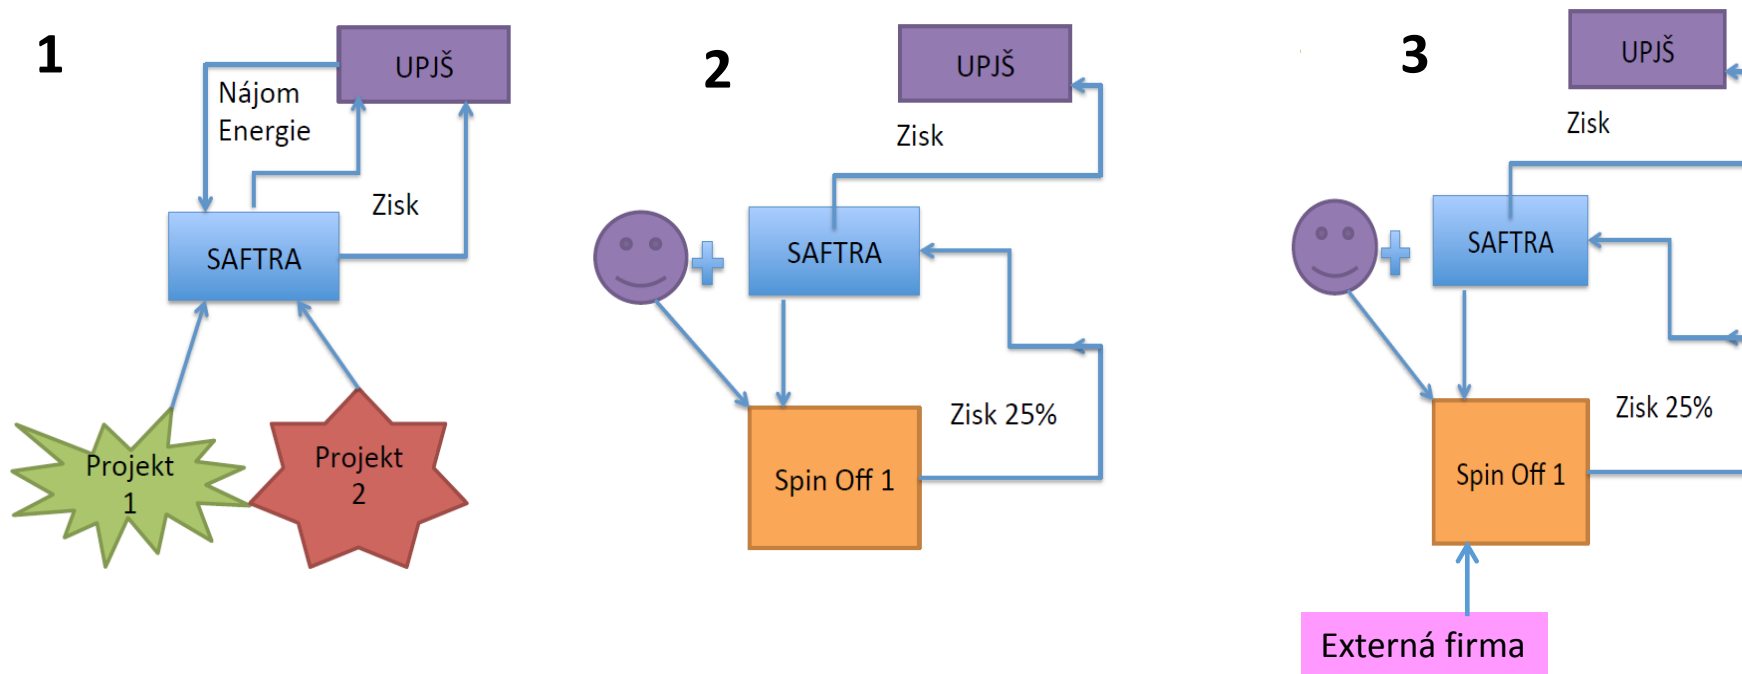 1
UPJŠ
Nájom
Energie
Zisk
SAFTRA
Projekt
1
Projekt
2
2
UPJŠ
Zisk
SAFTRA
Zisk 25%
Spin Off 1
3
UPJŠ
Zisk
SAFTRA
Zisk 25%
Spin Off 1
Externá firma